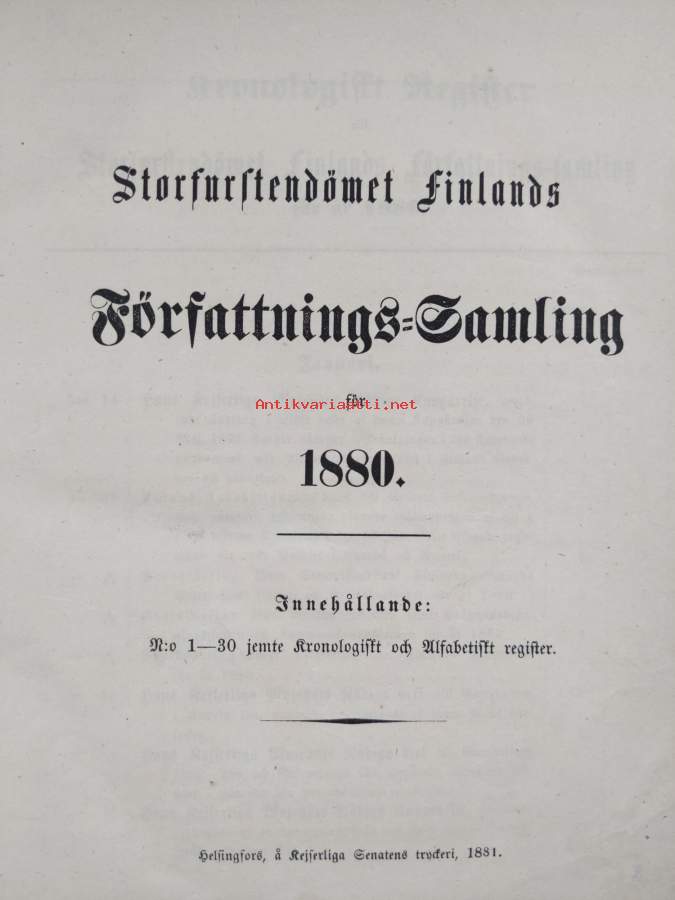 Storfurstendömet Finlands
Författnings-Samling
för
Antikvariaatti.net
1880.
Innehållande:
N:o 1—30 jemte Kronologiskt och Alfabetiskt register.
Helsingfors, å Kejserliga Senatens tryckeri, 1881.